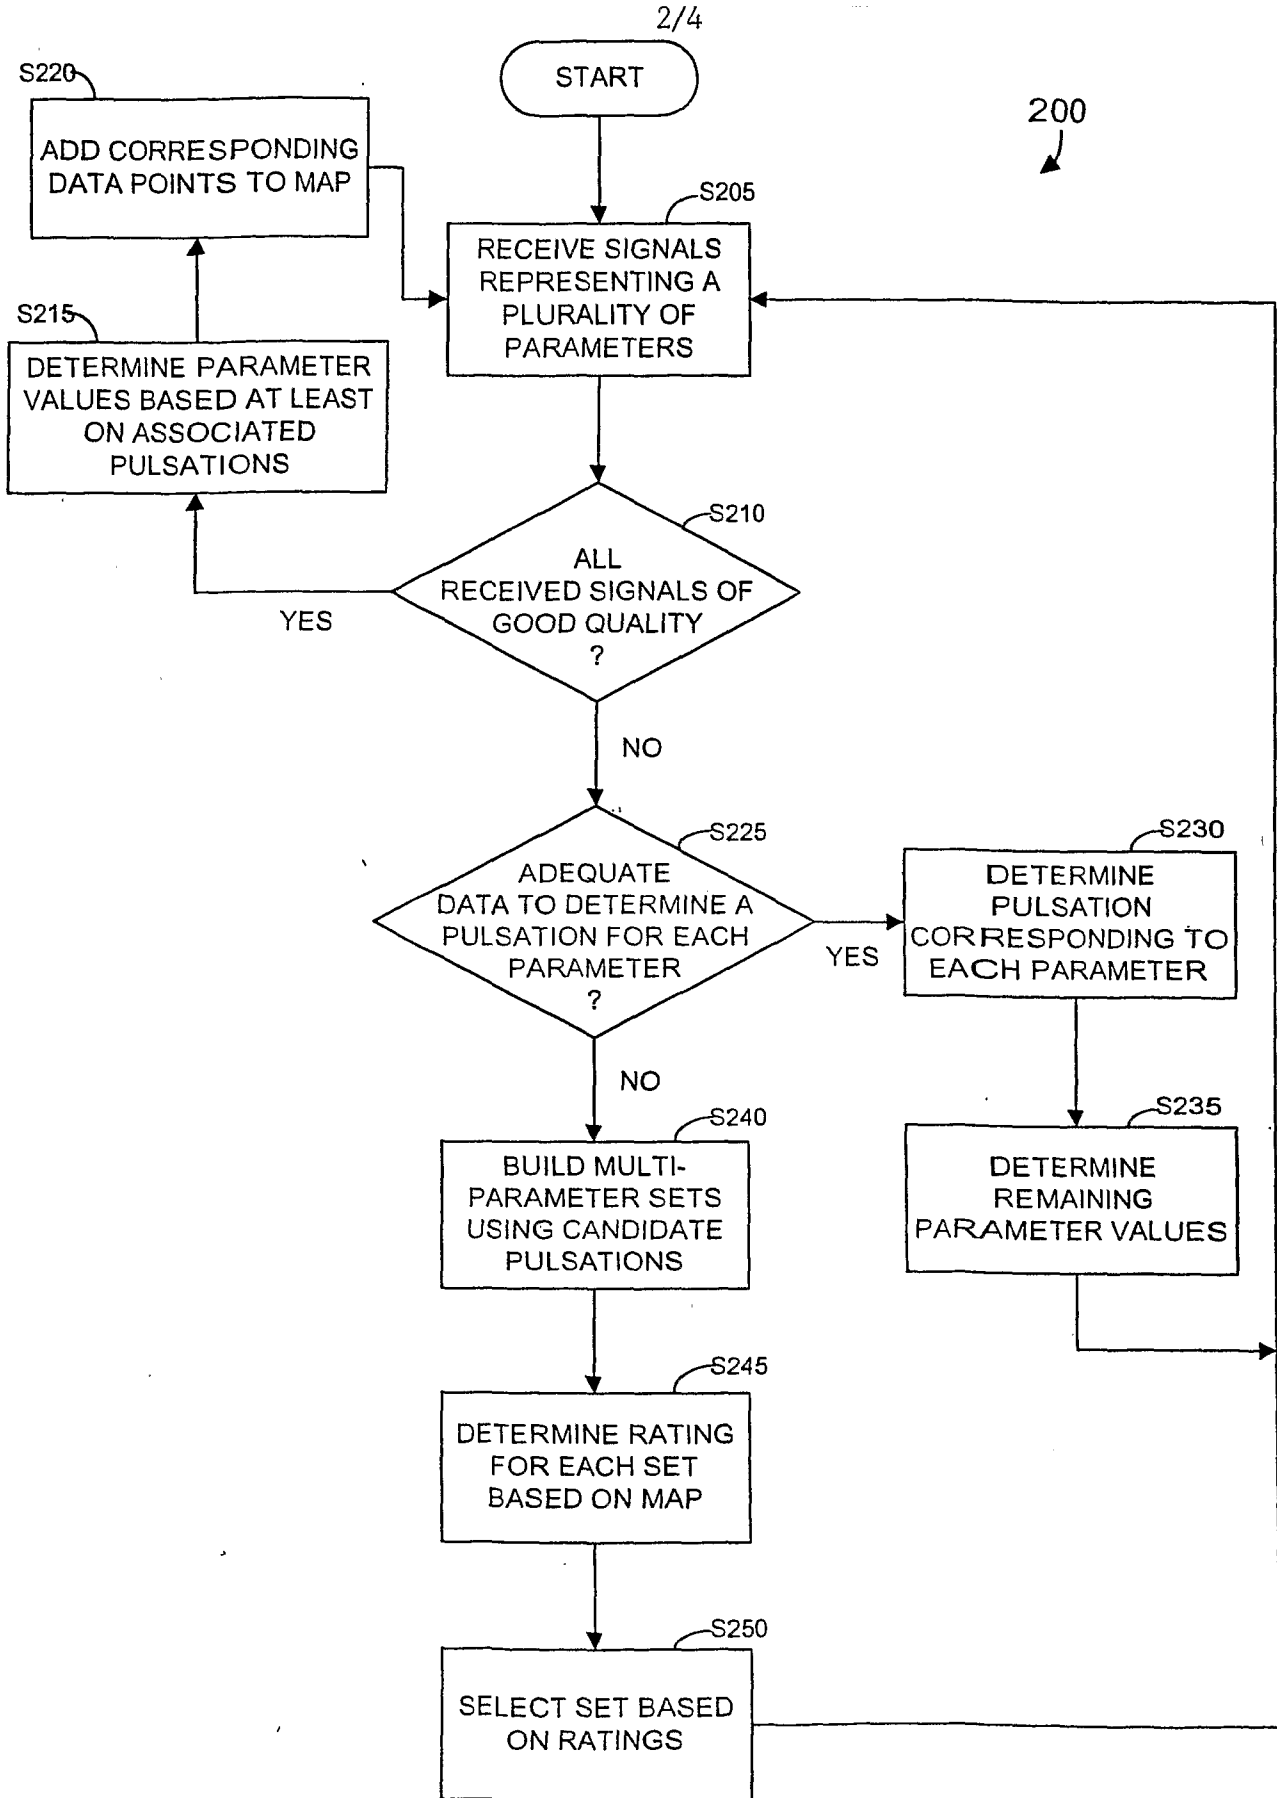 2/4
START
200
S220
ADD CORRESPONDING
DATA POINTS TO MAP
S205
RECEIVE SIGNALS
REPRESENTING A
PLURALITY OF
PARAMETERS
S215
DETERMINE PARAMETER
VALUES BASED AT LEAST
ON ASSOCIATED
PULSATIONS
S210
ALL
RECEIVED SIGNALS OF
GOOD QUALITY
?
YES
NO
S225
ADEQUATE
DATA TO DETERMINE A
PULSATION FOR EACH
PARAMETER
?
YES
S230
DETERMINE
PULSATION
CORRESPONDING TO
EACH PARAMETER
NO
S235
DETERMINE
REMAINING
PARAMETER VALUES
S240
BUILD MULTI-
PARAMETER SETS
USING CANDIDATE
PULSATIONS
S245
DETERMINE RATING
FOR EACH SET
BASED ON MAP
S250
SELECT SET BASED
ON RATINGS